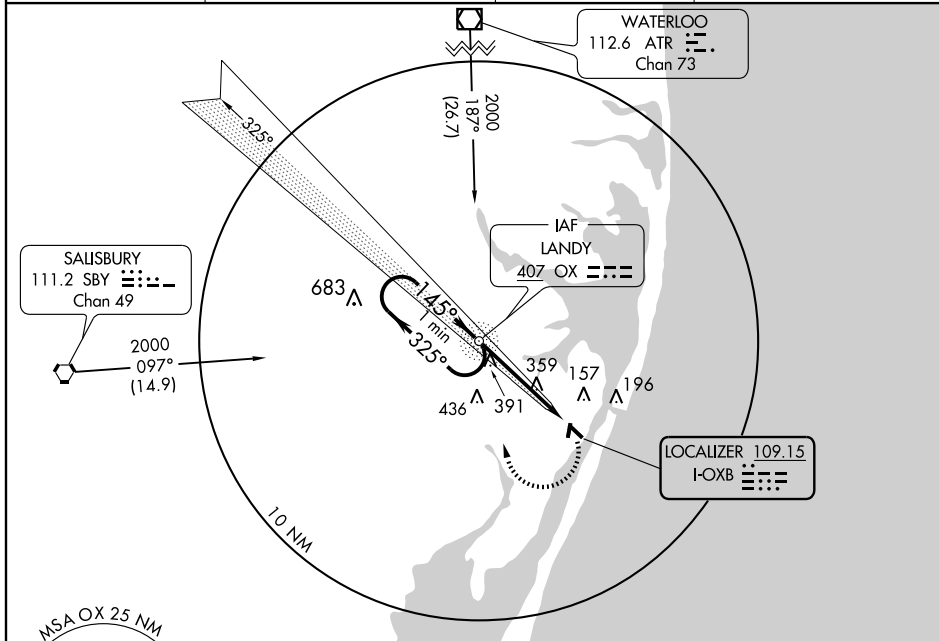 WATERLOO
112.6 ATR
Chan 73
2000
187°
(26.7)
325°
IAF
LANDY
407 OX
SALISBURY
111.2 SBY
Chan 49
683
145°
1 min
325°
2000
097°
(14.9)
359
157
196
436
391
LOCALIZER 109.15
I-OXB
10 NM
MSA OX 25 NM